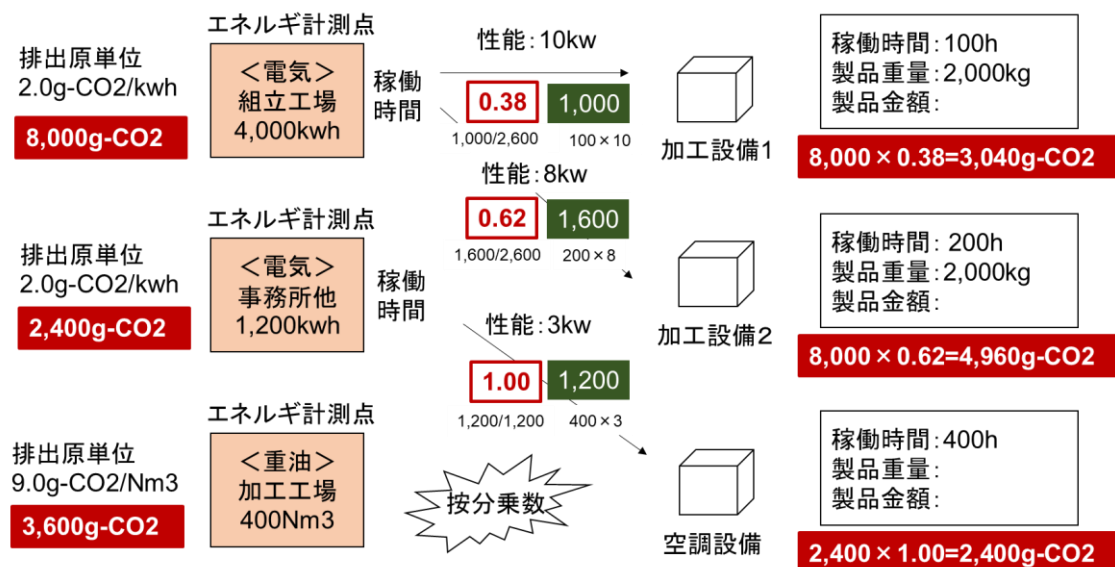 エネルギ計測点
排出原単位
2.0g-CO2/kwh
8,000g-CO2
＜電気＞
組立工場
4,000kwh
稼働
時間
性能：10kw
0.38
1,000
1,000/2,600
100×10
加工設備1
稼働時間：100h
製品重量：2,000kg
製品金額：
8,000×0.38=3,040g-CO2
エネルギ計測点
排出原単位
2.0g-CO2/kwh
2,400g-CO2
＜電気＞
事務所他
1,200kwh
稼働
時間
性能：8kw
0.62
1,600
1,600/2,600
200×8
加工設備2
稼働時間：200h
製品重量：2,000kg
製品金額：
8,000×0.62=4,960g-CO2
エネルギ計測点
排出原単位
9.0g-CO2/Nm3
3,600g-CO2
＜重油＞
加工工場
400Nm3
性能：3kw
1.00
1,200
1,200/1,200
400×3
按分乗数
空調設備
稼働時間：400h
製品重量：
製品金額：
2,400×1.00=2,400g-CO2